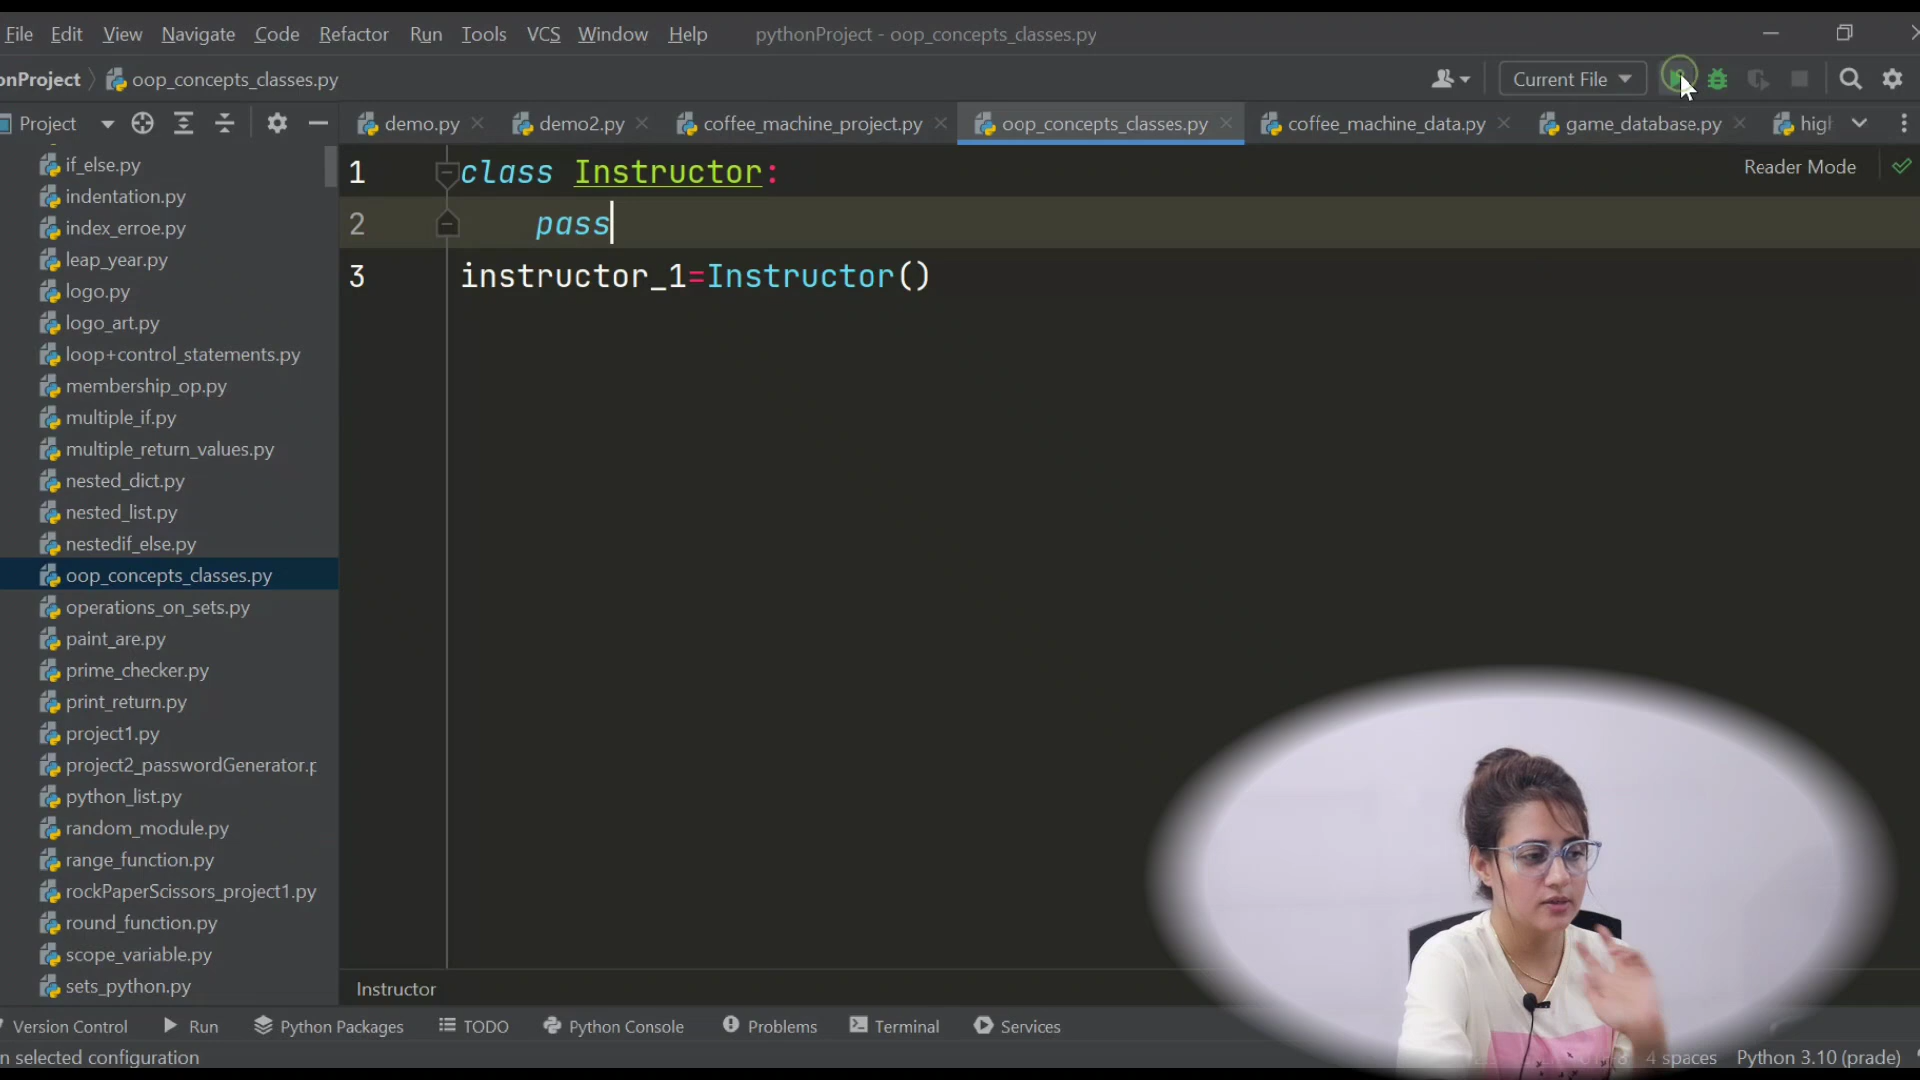 File Edit View Navigate Code Refactor Run Tools VCS Window Help pythonProject - oop_concepts_classes.py
onProject oop_concepts_classes.py Current File
Project demo.py demo2.py coffee_machine_project.py oop_concepts_classes.py coffee_machine_data.py game_database.py higl
Reader Mode
1 class Instructor:
2 pass
3 instructor_1=Instructor()
if_else.py
indentation.py
index_erroe.py
leap_year.py
logo.py
logo_art.py
loop+control_statements.py
membership_op.py
multiple_if.py
multiple_return_values.py
nested_dict.py
nested_list.py
nestedif_else.py
oop_concepts_classes.py
operations_on_sets.py
paint_are.py
prime_checker.py
print_return.py
project1.py
project2_passwordGenerator.p
python_list.py
random_module.py
range_function.py
rockPaperScissors_project1.py
round_function.py
scope_variable.py
sets_python.py
Instructor
Version Control Run Python Packages TODO Python Console Problems Terminal Services
n selected configuration 4 spaces Python 3.10 (prade)